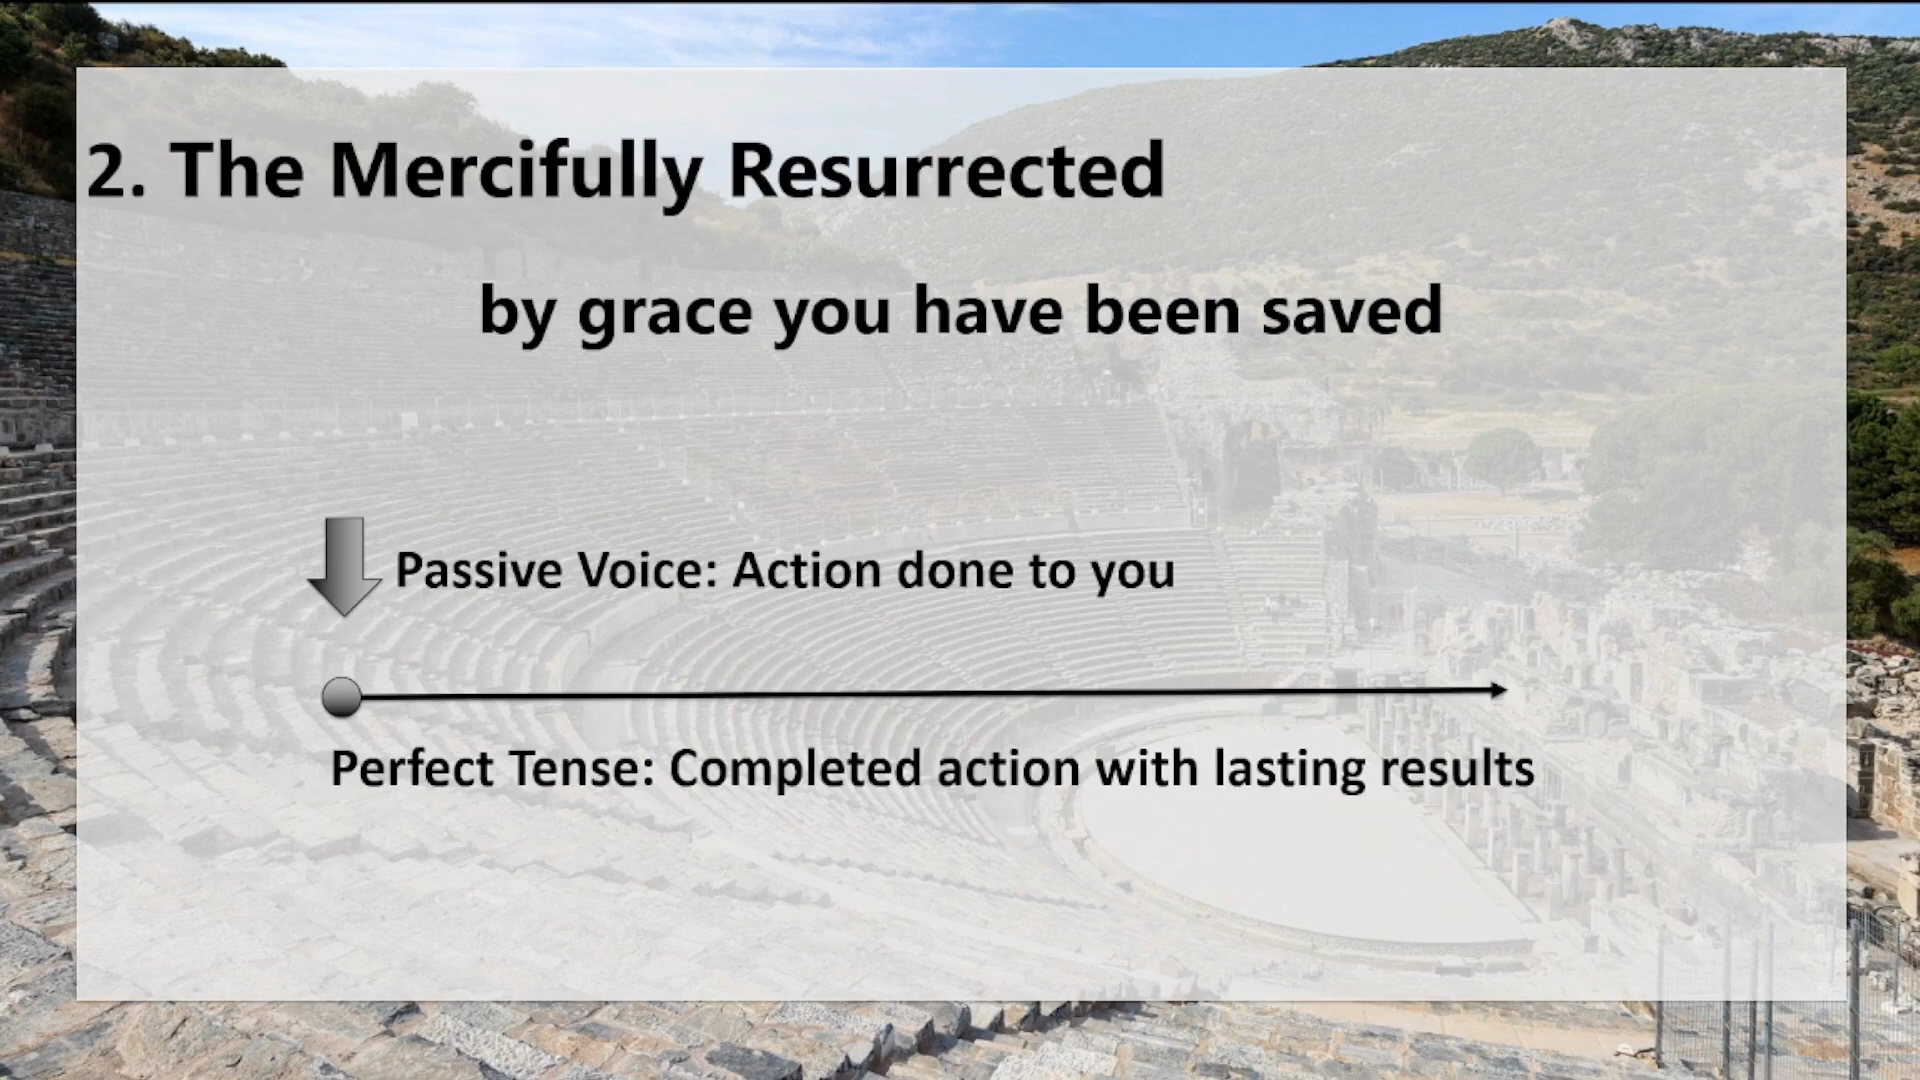 2. The Mercifully Resurrected
by grace you have been saved
Passive Voice: Action done to you
Perfect Tense: Completed action with lasting results